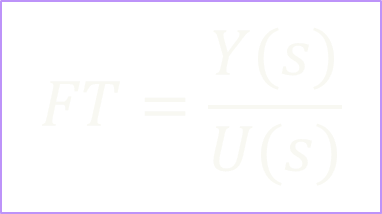 FT = Y(s) / U(s)